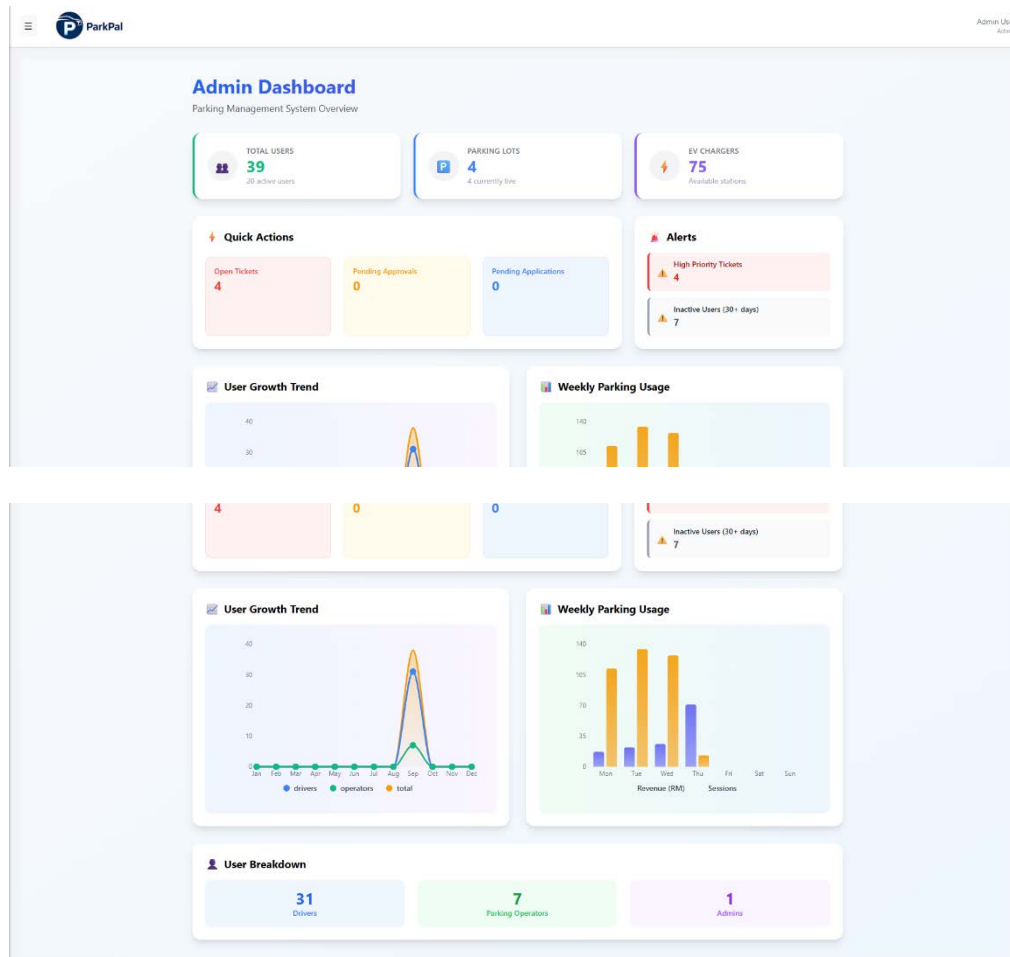 ParkPal
Admin Us
Adm
Admin Dashboard
Parking Management System Overview
TOTAL USERS
39
20 active users
P
PARKING LOTS
4
4 currently live
EV CHARGERS
75
Available stations
Quick Actions
Open Tickets
4
Pending Approvals
0
Pending Applications
0
Alerts
High Priority Tickets
4
Inactive Users (30+ days)
7
User Growth Trend
40
30
Weekly Parking Usage
140
105
4
0
0
Inactive Users (30+ days)
7
User Growth Trend
40
30
20
10
0
Jan Feb Mar Apr May Jun Jul Aug Sep Oct Nov Dec
drivers operators total
Weekly Parking Usage
140
105
70
35
0
Mon Tue Wed Thu Fri Sat Sun
Revenue (RM) Sessions
User Breakdown
31
Drivers
7
Parking Operators
1
Admins